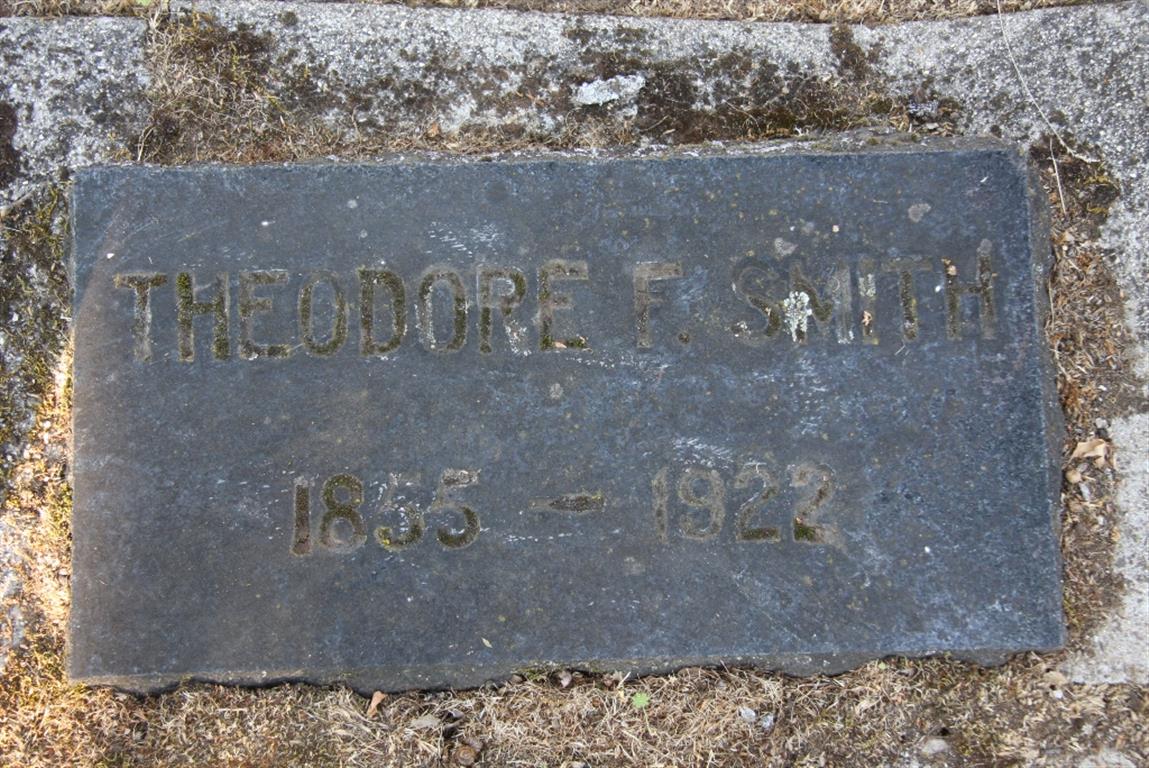 THEODORE F. SMITH
1855 – 1922